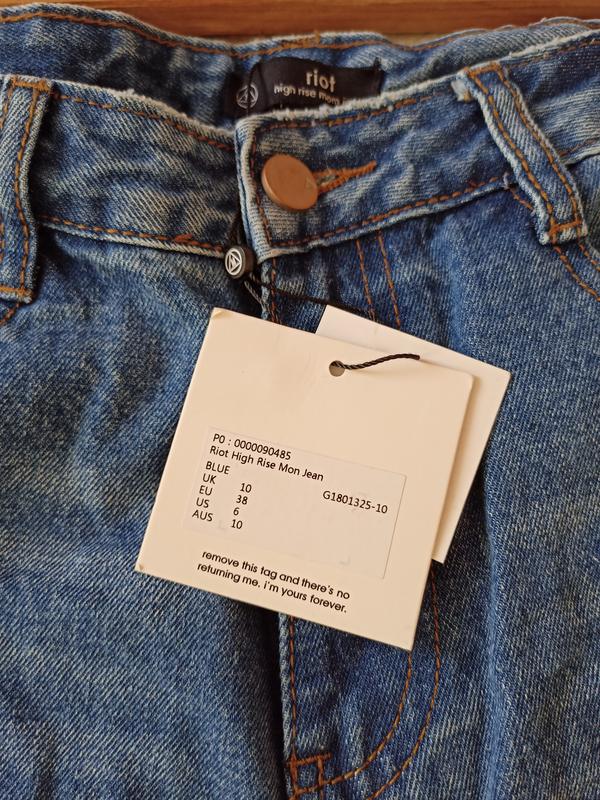 riot
high rise mom
PO : 0000090485
Riot High Rise Mon Jean
BLUE
UK 10 G1801325-10
EU 38
US 6
AUS 10
remove this tag and there's no
returning me. i'm yours forever.